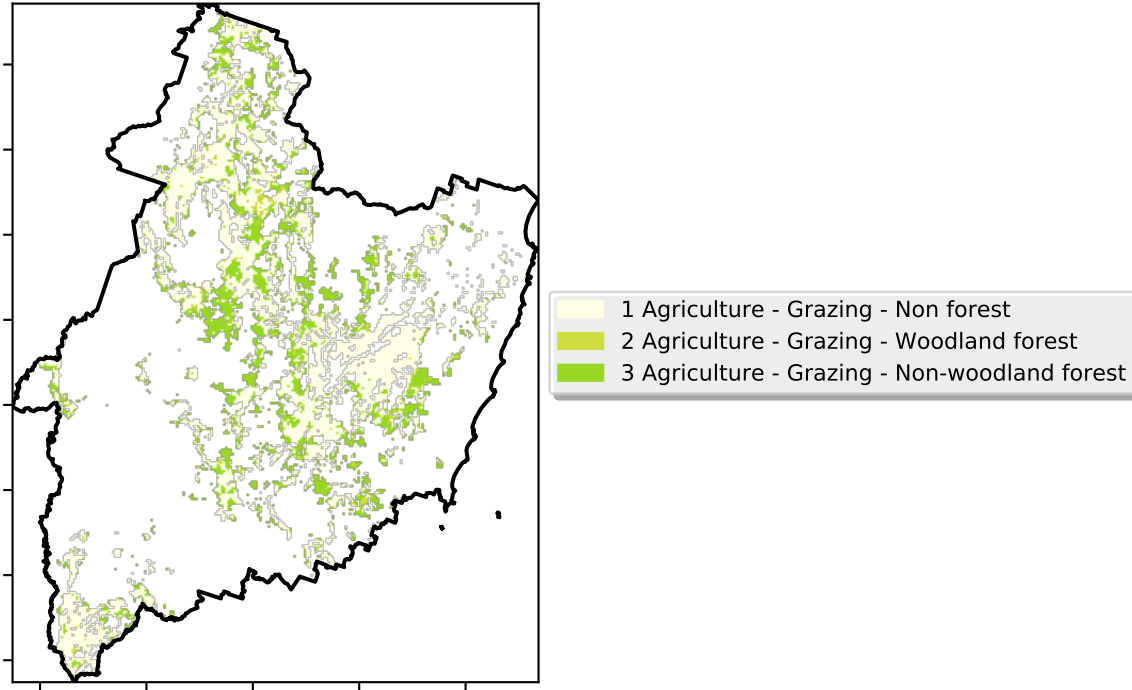 1 Agriculture - Grazing - Non forest
2 Agriculture - Grazing - Woodland forest
3 Agriculture - Grazing - Non-woodland forest